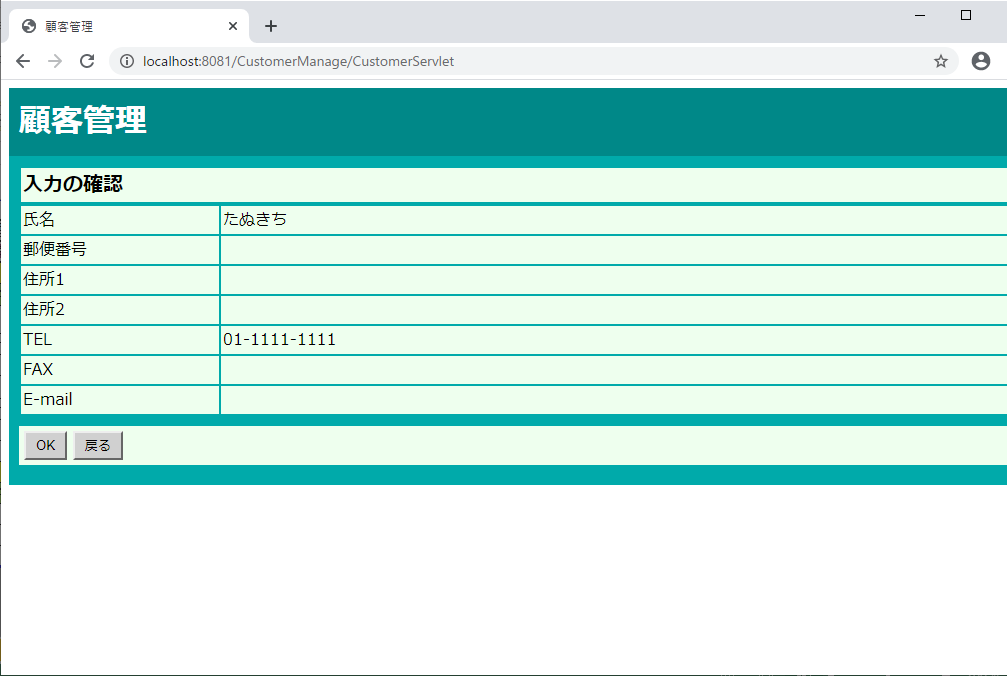 顧客管理
localhost:8081/CustomerManage/CustomerServlet
顧客管理
入力の確認
氏名 たぬきち
郵便番号
住所1
住所2
TEL 01-1111-1111
FAX
E-mail
OK 戻る